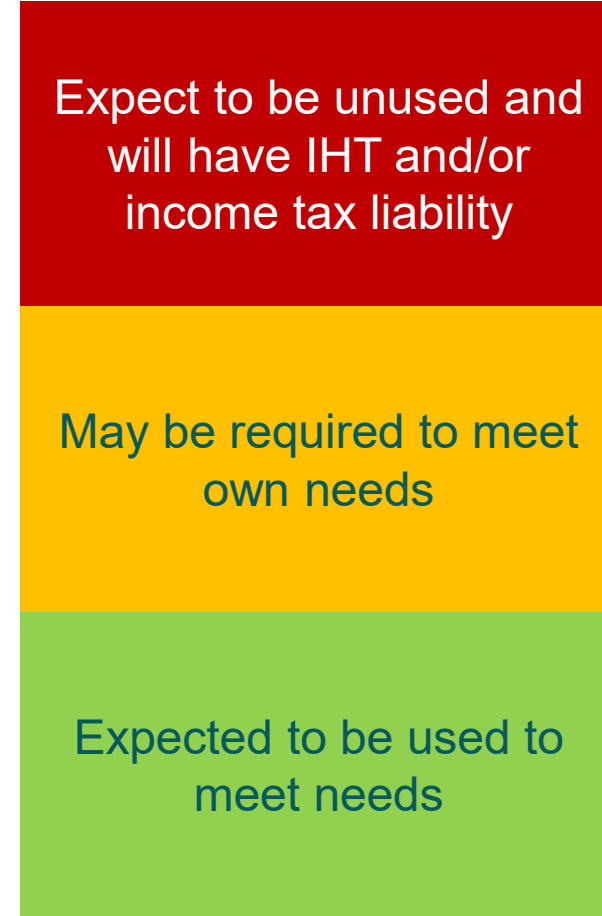 Expect to be unused and
will have IHT and/or
income tax liability
May be required to meet
own needs
Expected to be used to
meet needs